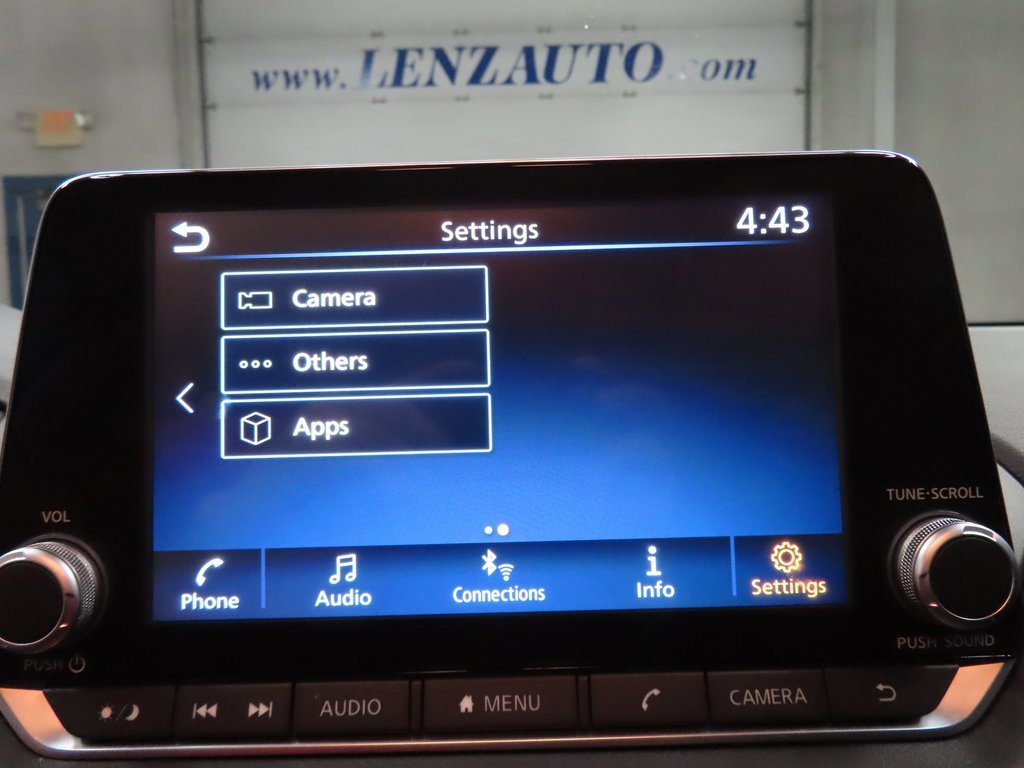 www.LENZAUTO.com
Settings
4:43
Camera
Others
Apps
VOL
TUNE·SCROLL
Phone
Audio
Connections
Info
Settings
PUSH
PUSH SOUND
AUDIO
MENU
CAMERA